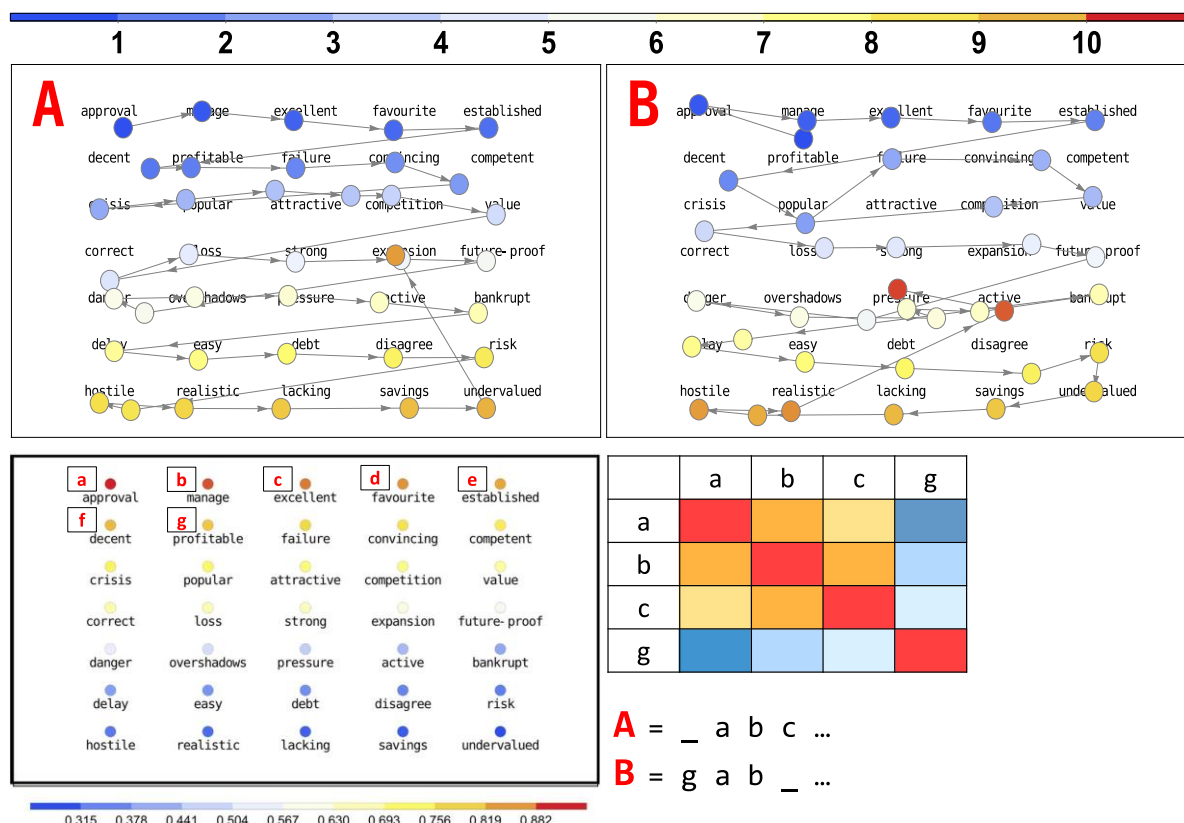 1 2 3 4 5 6 7 8 9 10
A
approval manage excellent favourite established
decent profitable failure convincing competent
crisis popular attractive competition value
correct loss strong expansion future-proof
danger overshadows pressure active bankrupt
delay easy debt disagree risk
hostile realistic lacking savings undervalued
B
approval manage excellent favourite established
decent profitable failure convincing competent
crisis popular attractive competition value
correct loss strong expansion future-proof
danger overshadows pressure active bankrupt
delay easy debt disagree risk
hostile realistic lacking savings undervalued
a b c d e
approval manage excellent favourite established
f g
decent profitable failure convincing competent
crisis popular attractive competition value
correct loss strong expansion future-proof
danger overshadows pressure active bankrupt
delay easy debt disagree risk
hostile realistic lacking savings undervalued
0.315 0.378 0.441 0.504 0.567 0.630 0.693 0.756 0.819 0.882
a b c g
a
b
c
g
A = _ a b c …
B = g a b _ …